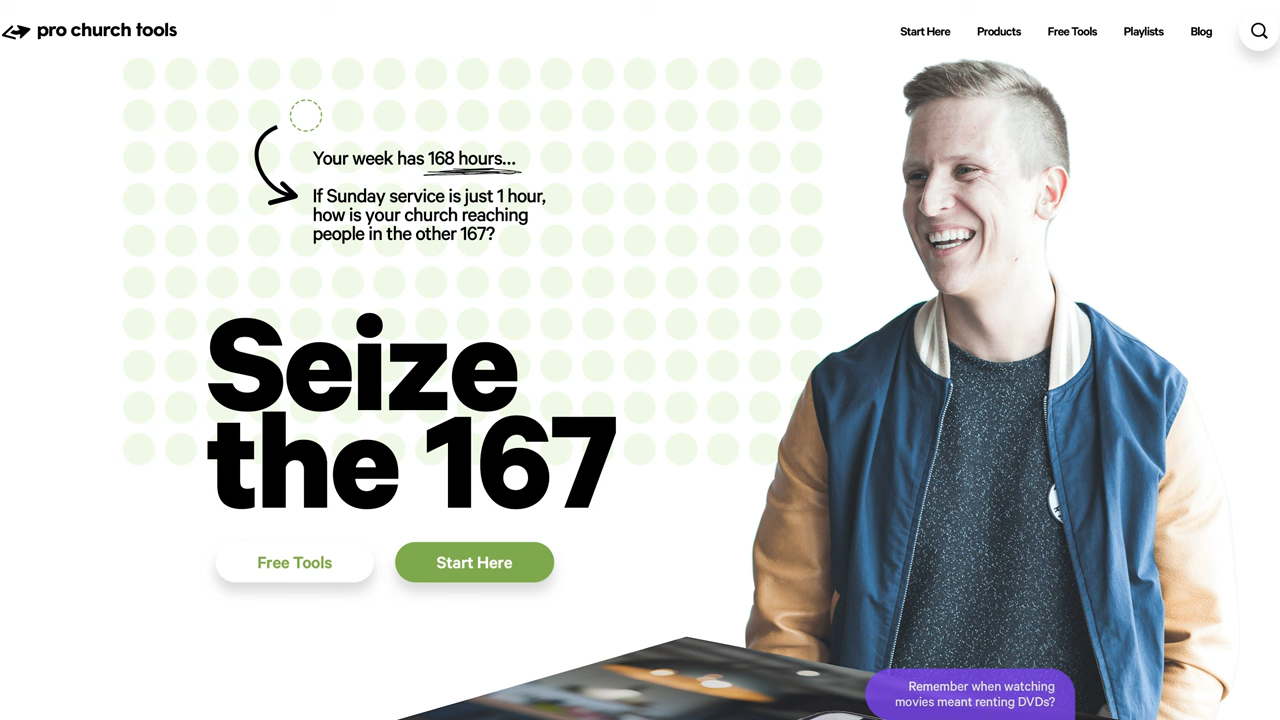 pro church tools
Start Here
Products
Free Tools
Playlists
Blog
Your week has 168 hours...
If Sunday service is just 1 hour,
how is your church reaching
people in the other 167?
Seize
the 167
Free Tools
Start Here
Remember when watching
movies meant renting DVDs?